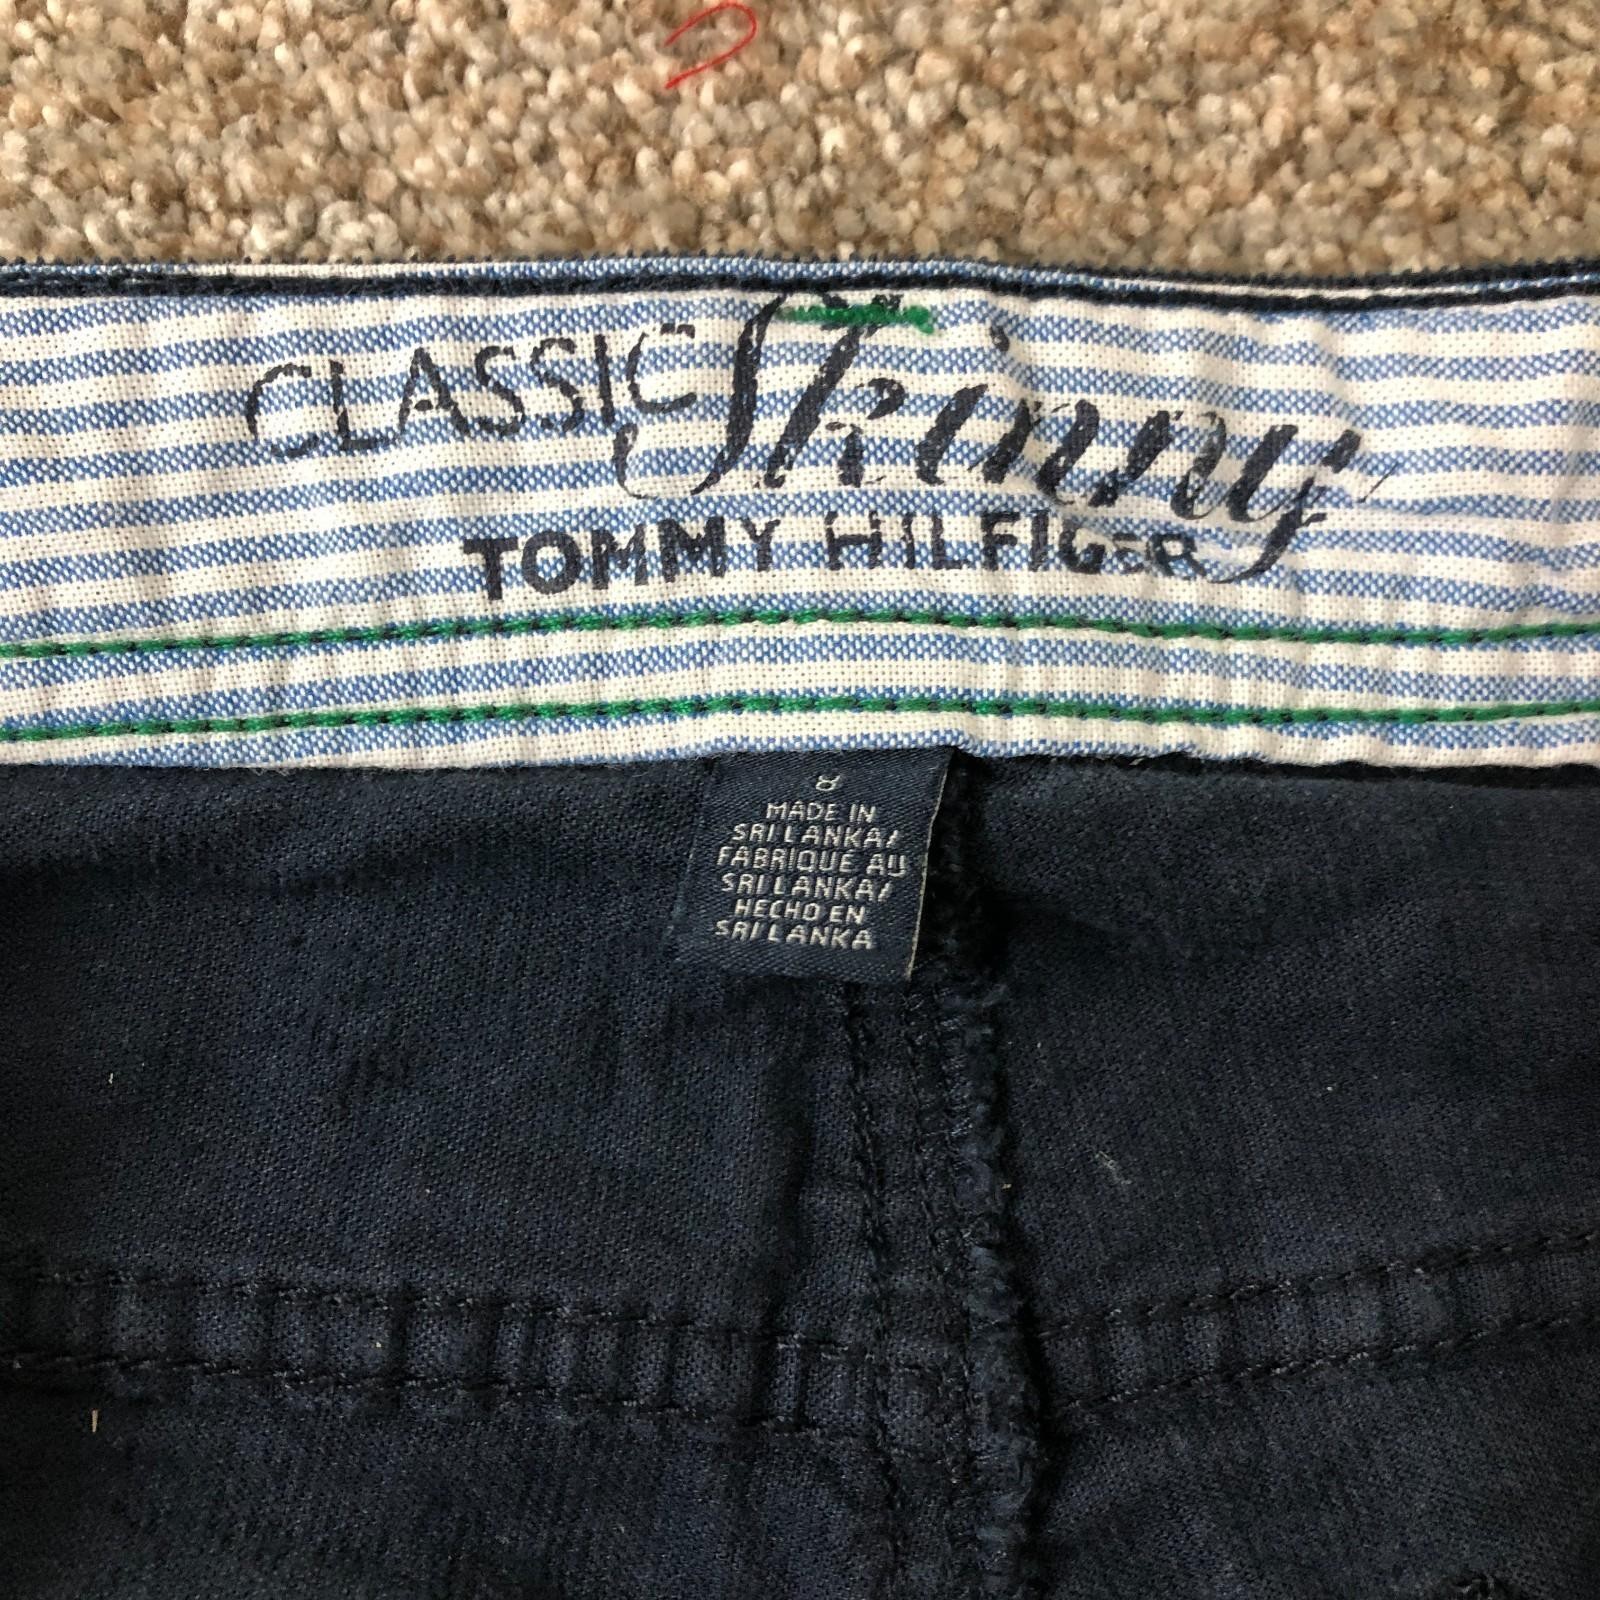 CLASSIC Skinny
TOMMY HILFIGER
8
MADE IN
SRI LANKA/
FABRIQUE AU
SRI LANKA/
HECHO EN
SRI LANKA